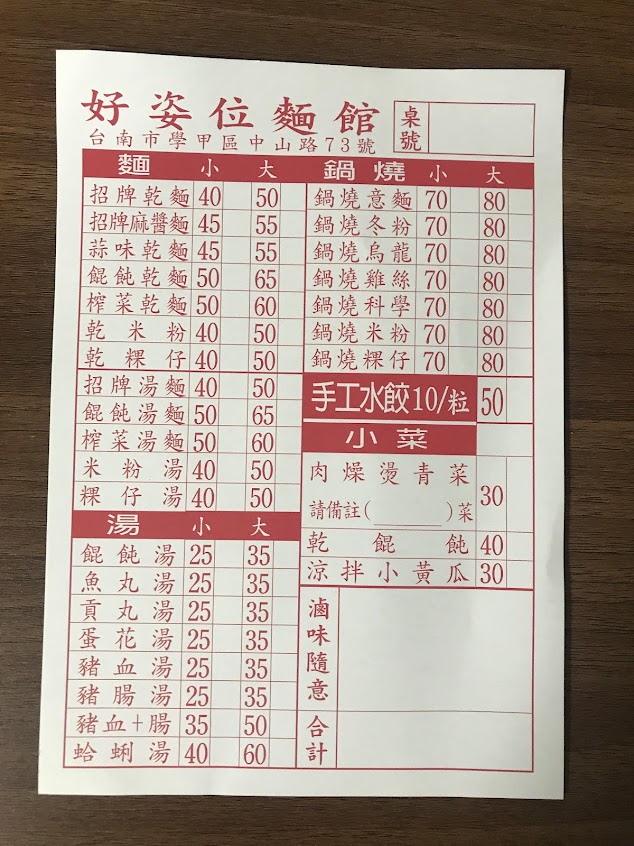 好姿位麵館
台南市學甲區中山路73號
桌號
麵 小 大
招牌乾麵 40 50
招牌麻醬麵 45 55
蒜味乾麵 45 55
餛飩乾麵 50 65
榨菜乾麵 50 60
乾米粉 40 50
乾粿仔 40 50
招牌湯麵 40 50
餛飩湯麵 50 65
榨菜湯麵 50 60
米粉湯 40 50
粿仔湯 40 50
湯 小 大
餛飩湯 25 35
魚丸湯 25 35
貢丸湯 25 35
蛋花湯 25 35
豬血湯 25 35
豬腸湯 25 35
豬血+腸 35 50
蛤蜊湯 40 60
鍋燒 小 大
鍋燒意麵 70 80
鍋燒冬粉 70 80
鍋燒烏龍 70 80
鍋燒雞絲 70 80
鍋燒科學 70 80
鍋燒米粉 70 80
鍋燒粿仔 70 80
手工水餃10/粒 50
小菜
肉燥燙青菜 30
請備註(________)菜
乾餛飩 40
涼拌小黃瓜 30
滷味隨意
合計